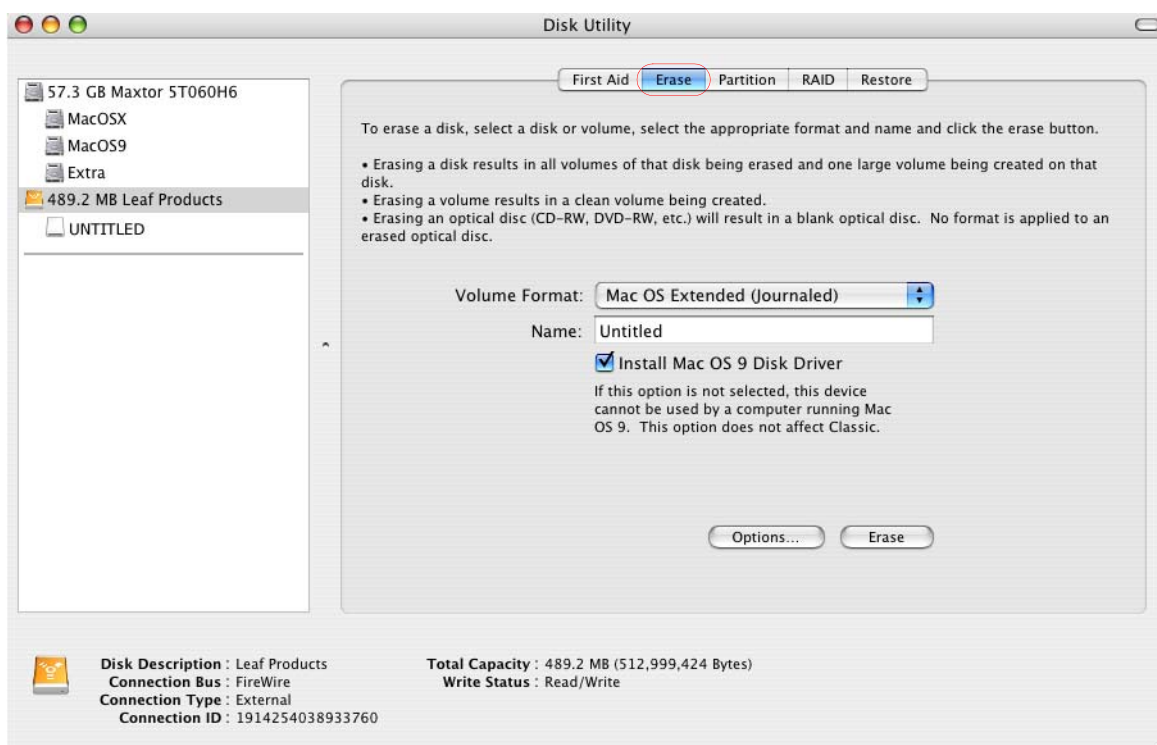 Disk Utility
57.3 GB Maxtor 5T060H6
MacOSX
MacOS9
Extra
489.2 MB Leaf Products
UNTITLED
First Aid Erase Partition RAID Restore
To erase a disk, select a disk or volume, select the appropriate format and name and click the erase button.
• Erasing a disk results in all volumes of that disk being erased and one large volume being created on that
disk.
• Erasing a volume results in a clean volume being created.
• Erasing an optical disc (CD-RW, DVD-RW, etc.) will result in a blank optical disc. No format is applied to an
erased optical disc.
Volume Format: Mac OS Extended (Journaled)
Name: Untitled
Install Mac OS 9 Disk Driver
If this option is not selected, this device
cannot be used by a computer running Mac
OS 9. This option does not affect Classic.
Options... Erase
Disk Description : Leaf Products
Connection Bus : FireWire
Connection Type : External
Connection ID : 1914254038933760
Total Capacity : 489.2 MB (512,999,424 Bytes)
Write Status : Read/Write